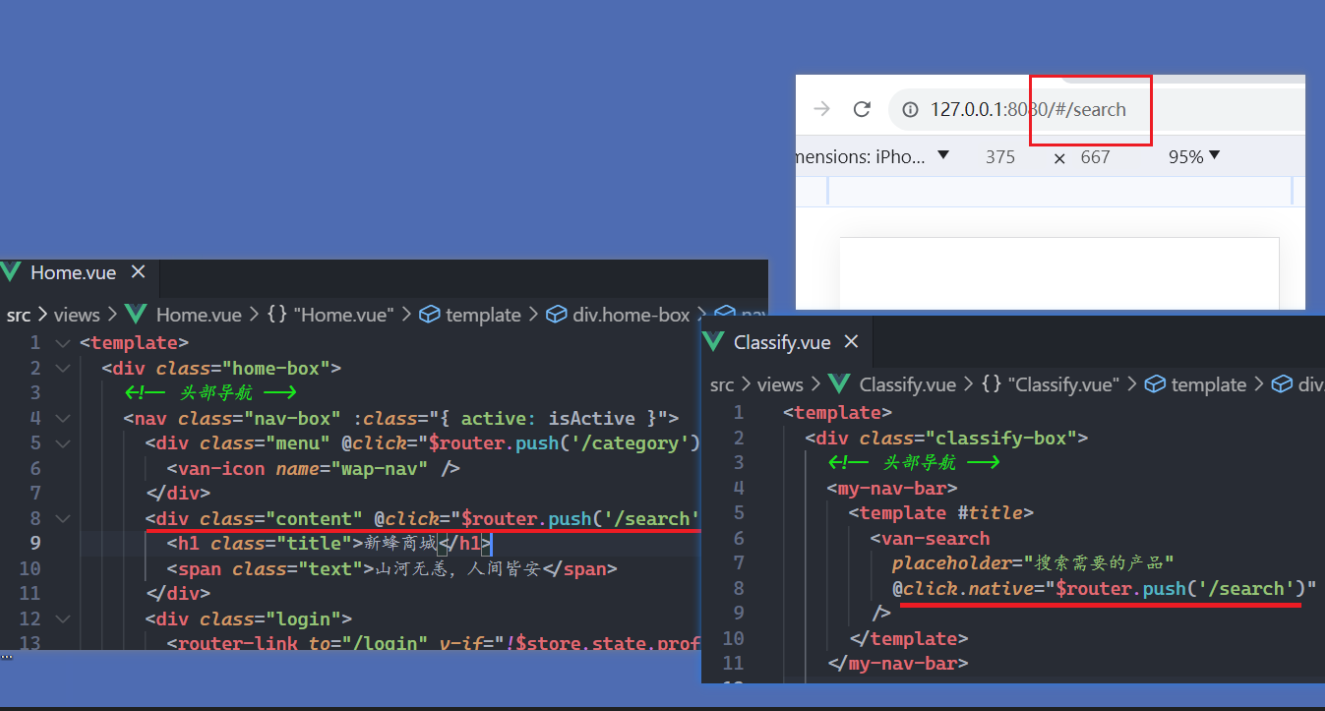 127.0.0.1:8080/#/search
mensions: iPho... ▼ 375 × 667 95% ▼
Home.vue ×
src > views > Home.vue > {} "Home.vue" > template > div.home-box > nav
1 <template>
2 <div class="home-box">
3 <!-- 头部导航 -->
4 <nav class="nav-box" :class="{ active: isActive }">
5 <div class="menu" @click="$router.push('/category')
6 <van-icon name="wap-nav" />
7 </div>
8 <div class="content" @click="$router.push('/search'
9 <h1 class="title">新蜂商城</h1>
10 <span class="text">山河无恙，人间皆安</span>
11 </div>
12 <div class="login">
13 <router-link to="/login" v-if="!$store.state.prof
Classify.vue ×
src > views > Classify.vue > {} "Classify.vue" > template > div
1 <template>
2 <div class="classify-box">
3 <!-- 头部导航 -->
4 <my-nav-bar>
5 <template #title>
6 <van-search
7 placeholder="搜索需要的产品"
8 @click.native="$router.push('/search')"
9 />
10 </template>
11 </my-nav-bar>